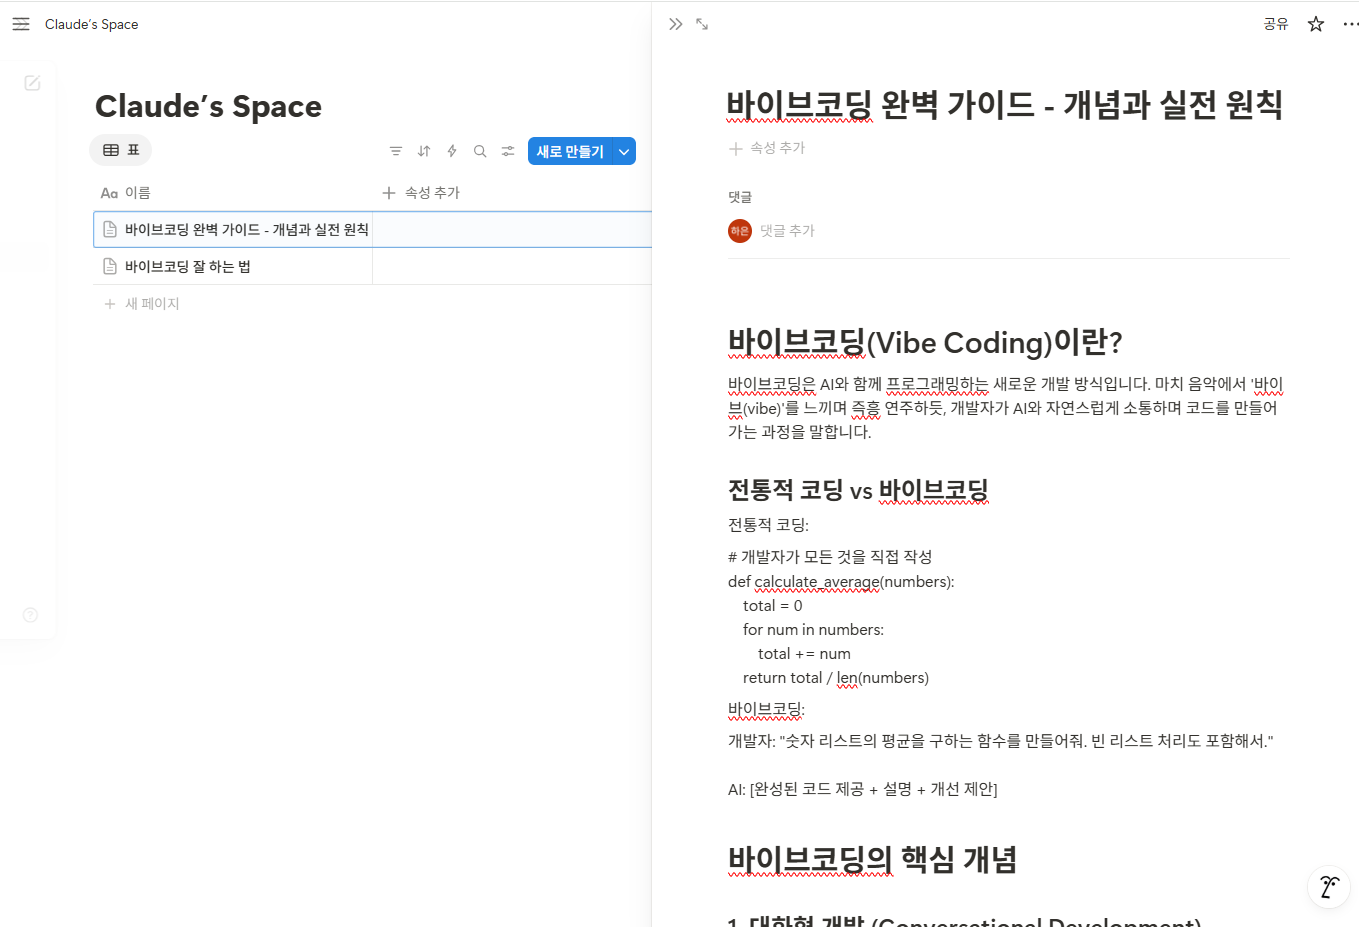 Claude's Space
공유
Claude's Space
표
새로 만들기
Aa 이름
속성 추가
바이브코딩 완벽 가이드 - 개념과 실전 원칙
바이브코딩 잘 하는 법
새 페이지
바이브코딩 완벽 가이드 - 개념과 실전 원칙
속성 추가
댓글
하은 댓글 추가
바이브코딩(Vibe Coding)이란?
바이브코딩은 AI와 함께 프로그래밍하는 새로운 개발 방식입니다. 마치 음악에서 '바이
브(vibe)'를 느끼며 즉흥 연주하듯, 개발자가 AI와 자연스럽게 소통하며 코드를 만들어
가는 과정을 말합니다.
전통적 코딩 vs 바이브코딩
전통적 코딩:
# 개발자가 모든 것을 직접 작성
def calculate_average(numbers):
total = 0
for num in numbers:
total += num
return total / len(numbers)
바이브코딩:
개발자: "숫자 리스트의 평균을 구하는 함수를 만들어줘. 빈 리스트 처리도 포함해서."
AI: [완성된 코드 제공 + 설명 + 개선 제안]
바이브코딩의 핵심 개념
1. 대화형 개발 (Conversational Development)